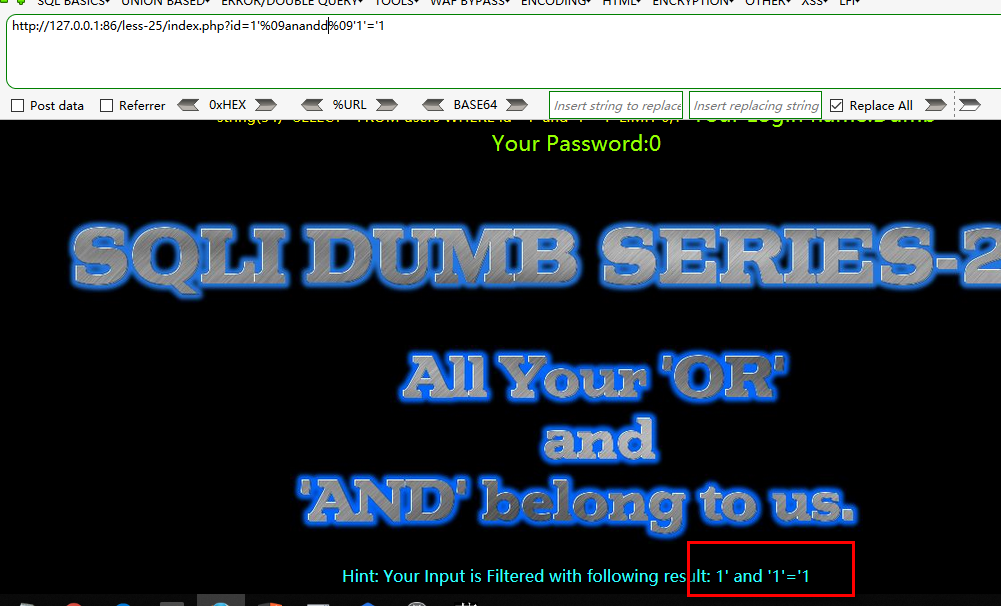 SQL BASICS▾ UNION BASED▾ ERROR/DOUBLE QUERY▾ TOOLS▾ WAF BYPASS▾ ENCODING▾ HTML▾ ENCRYPTION▾ OTHER▾ XSS▾ LFI▾
http://127.0.0.1:86/less-25/index.php?id=1'%09anandd%09'1'='1
Post data Referrer 0xHEX %URL BASE64 Insert string to replace Insert replacing string Replace All
Your Password:0
SQLI DUMB SERIES-2
All Your 'OR'
and
'AND' belong to us.
Hint: Your Input is Filtered with following result: 1' and '1'='1